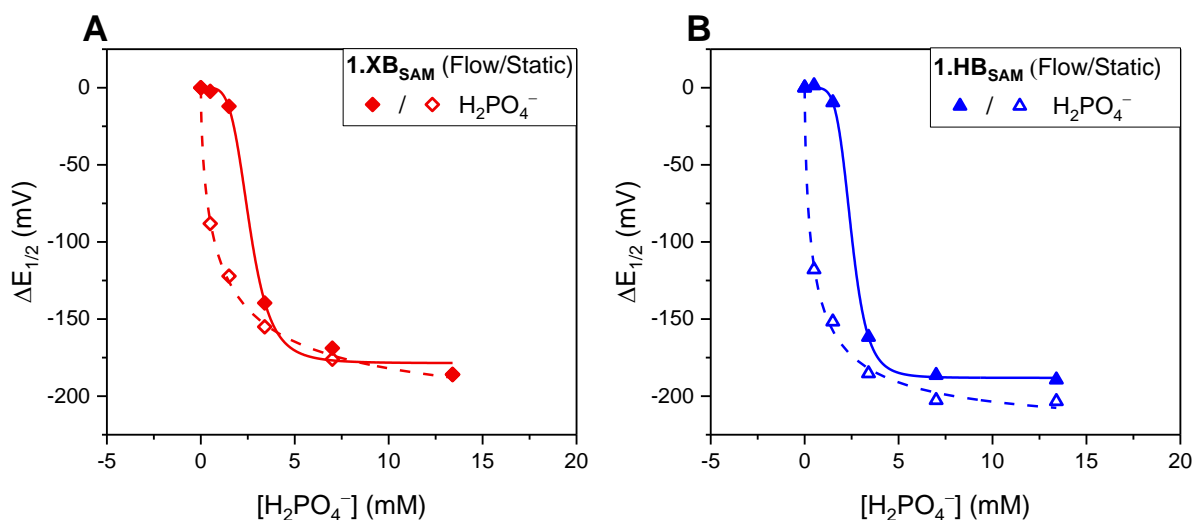 A
1.XB_SAM (Flow/Static)
/ H₂PO₄⁻
0
-50
-100
-150
-200
ΔE₁/₂ (mV)
-5 0 5 10 15 20
[H₂PO₄⁻] (mM)
B
1.HB_SAM (Flow/Static)
/ H₂PO₄⁻
0
-50
-100
-150
-200
ΔE₁/₂ (mV)
-5 0 5 10 15 20
[H₂PO₄⁻] (mM)